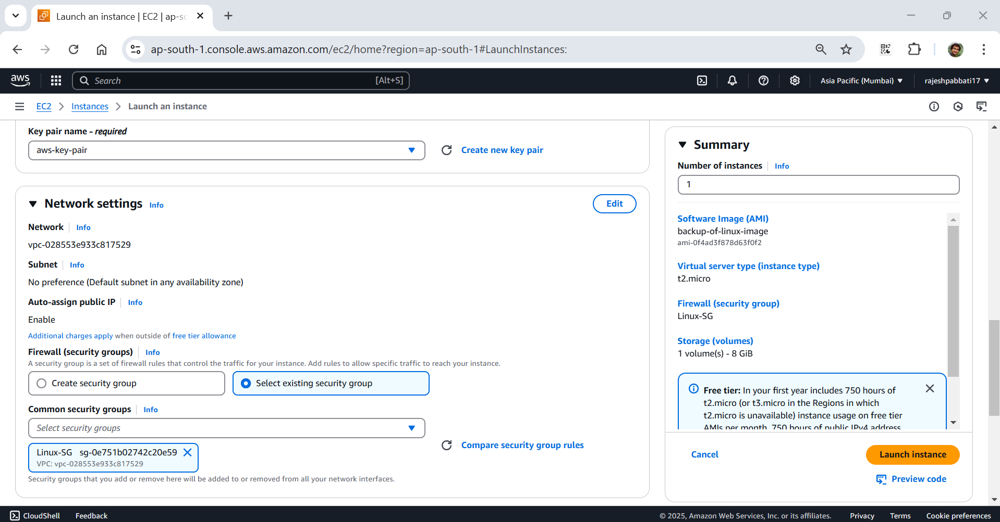 Launch an instance | EC2 | ap-sc
ap-south-1.console.aws.amazon.com/ec2/home?region=ap-south-1#LaunchInstances:
aws
Search
[Alt+S]
Asia Pacific (Mumbai)
rajeshpabbati17
EC2
Instances
Launch an instance
Key pair name - required
aws-key-pair
Create new key pair
Network settings
Info
Edit
Network
Info
vpc-028553e933c817529
Subnet
Info
No preference (Default subnet in any availability zone)
Auto-assign public IP
Info
Enable
Additional charges apply when outside of free tier allowance
Firewall (security groups)
Info
A security group is a set of firewall rules that control the traffic for your instance. Add rules to allow specific traffic to reach your instance.
Create security group
Select existing security group
Common security groups
Info
Select security groups
Linux-SG sg-0e751b02742c20e59
VPC: vpc-028553e933c817529
Compare security group rules
Security groups that you add or remove here will be added to or removed from all your network interfaces.
Summary
Number of instances
Info
1
Software Image (AMI)
backup-of-linux-image
ami-0f4ad3f878d63f0f2
Virtual server type (instance type)
t2.micro
Firewall (security group)
Linux-SG
Storage (volumes)
1 volume(s) - 8 GiB
Free tier: In your first year includes 750 hours of
t2.micro (or t3.micro in the Regions in which
t2.micro is unavailable) instance usage on free tier
AMIs per month, 750 hours of public IPv4 address
Cancel
Launch instance
Preview code
CloudShell
Feedback
© 2025, Amazon Web Services, Inc. or its affiliates.
Privacy
Terms
Cookie preferences